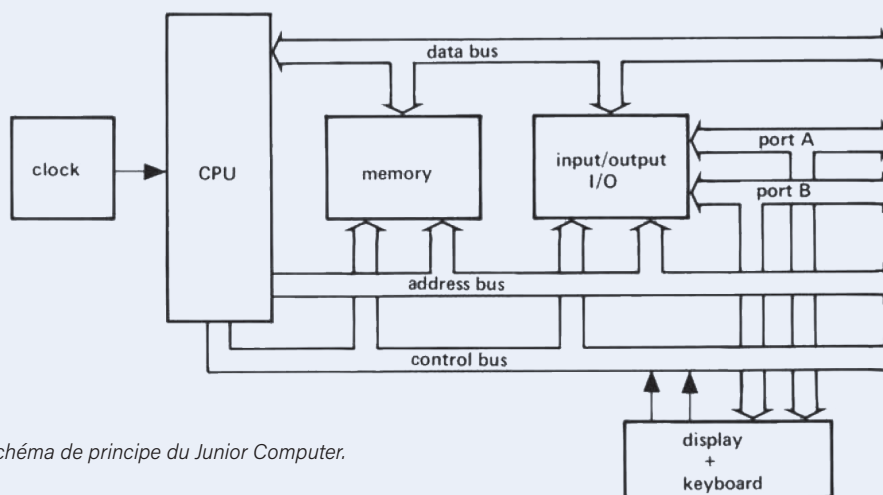 data bus
clock
CPU
memory
input/output
I/O
port A
port B
address bus
control bus
display
+
keyboard
schéma de principe du Junior Computer.